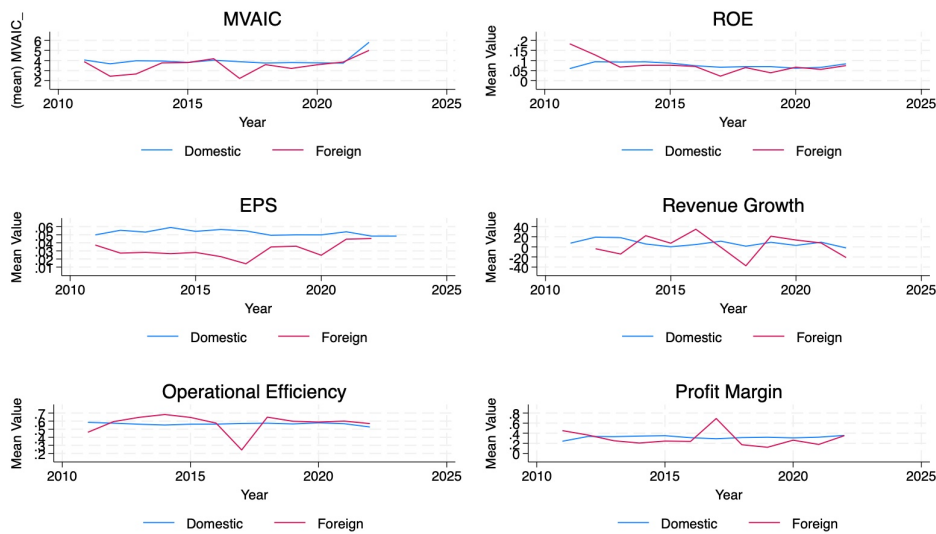 MVAIC
(mean) MVAIC_
6
5
4
3
2
2010 2015 2020 2025
Year
Domestic Foreign
ROE
Mean Value
.2
.15
.1
.05
0
2010 2015 2020 2025
Year
Domestic Foreign
EPS
Mean Value
.06
.05
.04
.03
.02
.01
2010 2015 2020 2025
Year
Domestic Foreign
Revenue Growth
Mean Value
40
20
0
-20
-40
2010 2015 2020 2025
Year
Domestic Foreign
Operational Efficiency
Mean Value
.7
.6
.5
.4
.3
.2
2010 2015 2020 2025
Year
Domestic Foreign
Profit Margin
Mean Value
.8
.6
.4
.2
0
2010 2015 2020 2025
Year
Domestic Foreign